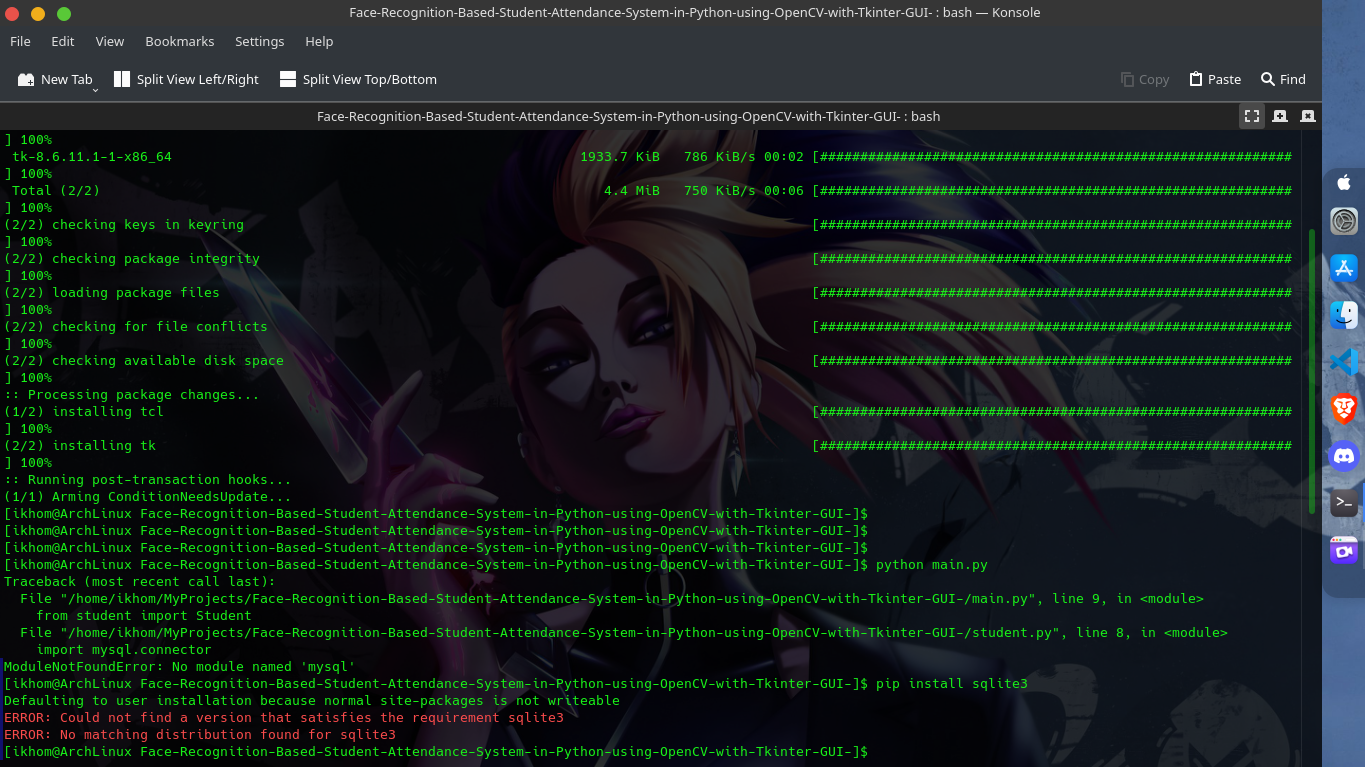 Face-Recognition-Based-Student-Attendance-System-in-Python-using-OpenCV-with-Tkinter-GUI- : bash — Konsole
File Edit View Bookmarks Settings Help
New Tab Split View Left/Right Split View Top/Bottom Copy Paste Find
Face-Recognition-Based-Student-Attendance-System-in-Python-using-OpenCV-with-Tkinter-GUI- : bash
] 100%
tk-8.6.11.1-1-x86_64 1933.7 KiB 786 KiB/s 00:02 [###########################################################
] 100%
Total (2/2) 4.4 MiB 750 KiB/s 00:06 [###########################################################
] 100%
(2/2) checking keys in keyring [###########################################################
] 100%
(2/2) checking package integrity [###########################################################
] 100%
(2/2) loading package files [###########################################################
] 100%
(2/2) checking for file conflicts [###########################################################
] 100%
(2/2) checking available disk space [###########################################################
] 100%
:: Processing package changes...
(1/2) installing tcl [###########################################################
] 100%
(2/2) installing tk [###########################################################
] 100%
:: Running post-transaction hooks...
(1/1) Arming ConditionNeedsUpdate...
[ikhom@ArchLinux Face-Recognition-Based-Student-Attendance-System-in-Python-using-OpenCV-with-Tkinter-GUI-]$
[ikhom@ArchLinux Face-Recognition-Based-Student-Attendance-System-in-Python-using-OpenCV-with-Tkinter-GUI-]$
[ikhom@ArchLinux Face-Recognition-Based-Student-Attendance-System-in-Python-using-OpenCV-with-Tkinter-GUI-]$
[ikhom@ArchLinux Face-Recognition-Based-Student-Attendance-System-in-Python-using-OpenCV-with-Tkinter-GUI-]$ python main.py
Traceback (most recent call last):
File "/home/ikhom/MyProjects/Face-Recognition-Based-Student-Attendance-System-in-Python-using-OpenCV-with-Tkinter-GUI-/main.py", line 9, in <module>
from student import Student
File "/home/ikhom/MyProjects/Face-Recognition-Based-Student-Attendance-System-in-Python-using-OpenCV-with-Tkinter-GUI-/student.py", line 8, in <module>
import mysql.connector
ModuleNotFoundError: No module named 'mysql'
[ikhom@ArchLinux Face-Recognition-Based-Student-Attendance-System-in-Python-using-OpenCV-with-Tkinter-GUI-]$ pip install sqlite3
Defaulting to user installation because normal site-packages is not writeable
ERROR: Could not find a version that satisfies the requirement sqlite3
ERROR: No matching distribution found for sqlite3
[ikhom@ArchLinux Face-Recognition-Based-Student-Attendance-System-in-Python-using-OpenCV-with-Tkinter-GUI-]$